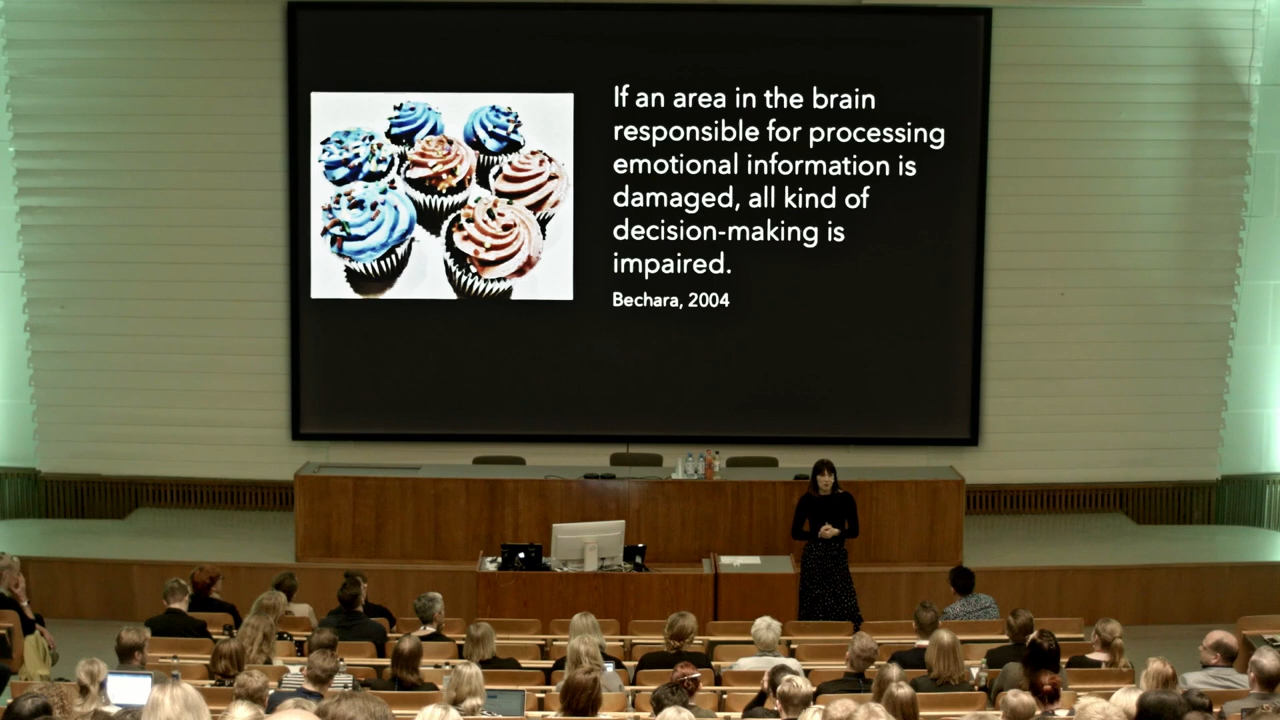 If an area in the brain
responsible for processing
emotional information is
damaged, all kind of
decision-making is
impaired.
Bechara, 2004